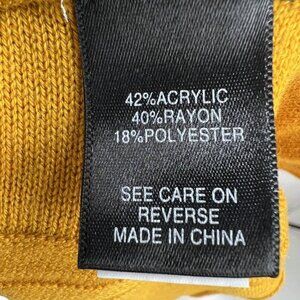 42%ACRYLIC
40%RAYON
18%POLYESTER
SEE CARE ON
REVERSE
MADE IN CHINA